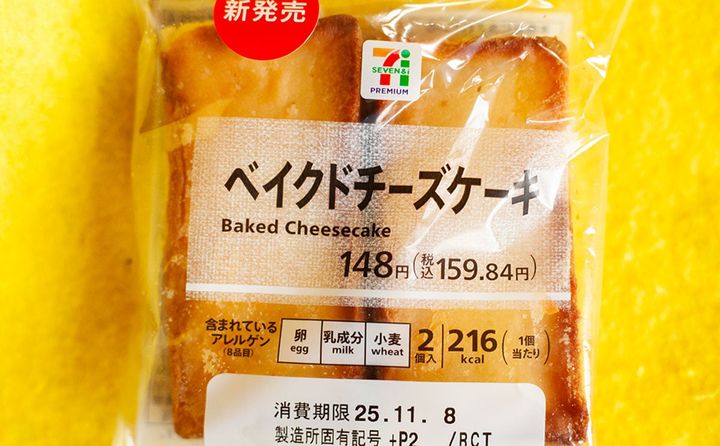 新発売
SEVEN&i
PREMIUM
ベイクドチーズケーキ
Baked Cheesecake
148円(税込159.84円)
含まれている
アレルゲン
(8品目)
卵 乳成分 小麦
egg milk wheat
2個入
216kcal
(1個当たり)
消費期限 25.11. 8
製造所固有記号 +P2 /RCT